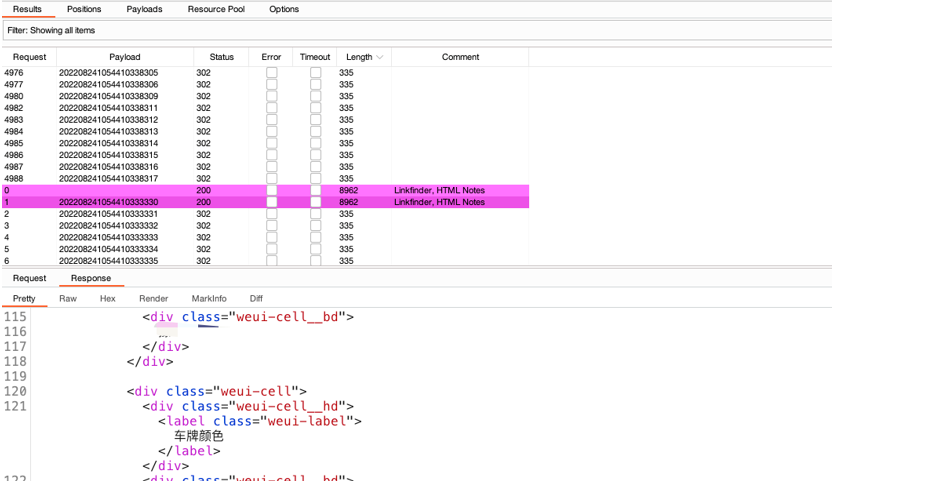 Results Positions Payloads Resource Pool Options
Filter: Showing all items
Request Payload Status Error Timeout Length Comment
4976 202208241054410338305 302 335
4977 202208241054410338306 302 335
4980 202208241054410338309 302 335
4982 202208241054410338311 302 335
4983 202208241054410338312 302 335
4984 202208241054410338313 302 335
4985 202208241054410338314 302 335
4986 202208241054410338315 302 335
4987 202208241054410338316 302 335
4988 202208241054410338317 302 335
0 200 8962 Linkfinder, HTML Notes
1 202208241054410333330 200 8962 Linkfinder, HTML Notes
2 202208241054410333331 302 335
3 202208241054410333332 302 335
4 202208241054410333333 302 335
5 202208241054410333334 302 335
6 202208241054410333335 302 335
Request Response
Pretty Raw Hex Render MarkInfo Diff
115 <div class="weui-cell__bd">
116
117 </div>
118 </div>
119
120 <div class="weui-cell">
121 <div class="weui-cell__hd">
<label class="weui-label">
车牌颜色
</label>
</div>
122 <div class="weui-cell__bd">